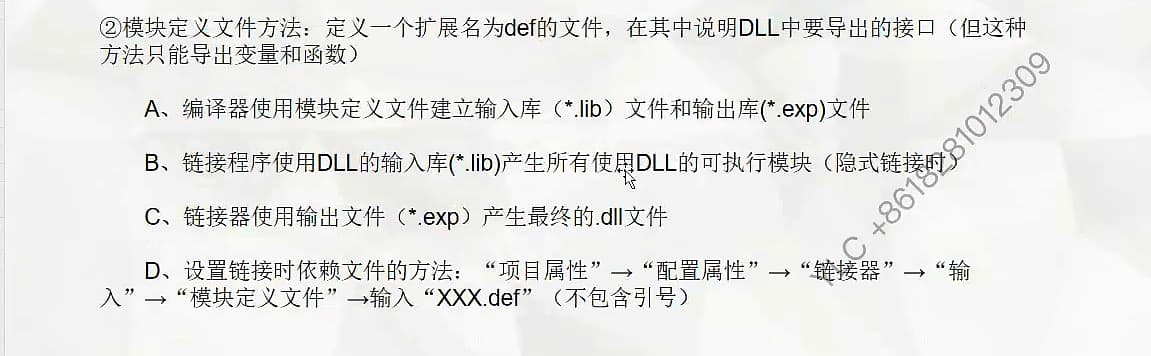 ②模块定义文件方法：定义一个扩展名为def的文件，在其中说明DLL中要导出的接口（但这种
方法只能导出变量和函数）
A、编译器使用模块定义文件建立输入库（*.lib）文件和输出库(*.exp)文件
B、链接程序使用DLL的输入库(*.lib)产生所有使用DLL的可执行模块（隐式链接时）
C、链接器使用输出文件（*.exp）产生最终的.dll文件
D、设置链接时依赖文件的方法：“项目属性”→“配置属性”→“链接器”→“输
入”→“模块定义文件”→输入“XXX.def”（不包含引号）
C +8618281012309